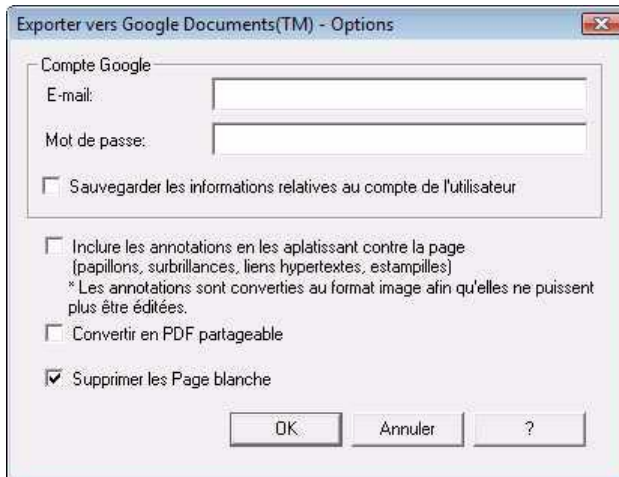 Exporter vers Google Documents(TM) - Options
Compte Google
E-mail:
Mot de passe:
Sauvegarder les informations relatives au compte de l'utilisateur
Inclure les annotations en les aplatissant contre la page
(papillons, surbrillances, liens hypertextes, estampilles)
* Les annotations sont converties au format image afin qu'elles ne puissent
plus être éditées.
Convertir en PDF partageable
Supprimer les Page blanche
OK
Annuler
?